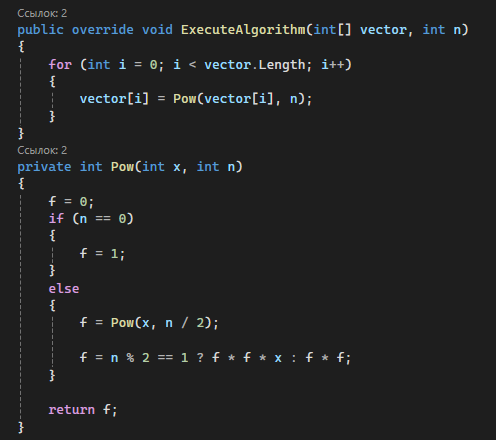 Ссылок: 2
public override void ExecuteAlgorithm(int[] vector, int n)
{
    for (int i = 0; i < vector.Length; i++)
    {
        vector[i] = Pow(vector[i], n);
    }
}
Ссылок: 2
private int Pow(int x, int n)
{
    f = 0;
    if (n == 0)
    {
        f = 1;
    }
    else
    {
        f = Pow(x, n / 2);

        f = n % 2 == 1 ? f * f * x : f * f;
    }

    return f;
}